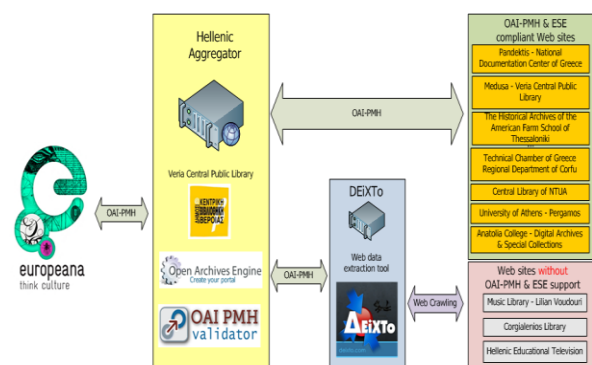 europeana
think culture
OAI-PMH
Hellenic
Aggregator
Veria Central Public Library
ΚΕΝΤΡΙΚΗ
ΒΙΒΛΙΟΘΗΚΗ
ΒΕΡΟΙΑΣ
Open Archives Engine
Create your portal
OAI PMH
validator
OAI-PMH
OAI-PMH
DEiXTo
Web data
extraction tool
DEiXTo
Web Crawling
OAI-PMH & ESE
compliant Web sites
Pandektis - National
Documentation Center of Greece
Medusa - Veria Central Public
Library
The Historical Archives of the
American Farm School of
Thessaloniki
Technical Chamber of Greece
Regional Department of Corfu
Central Library of NTUA
University of Athens - Pergamos
Anatolia College - Digital Archives
& Special Collections
Web sites without
OAI-PMH & ESE support
Music Library - Lilian Voudouri
Corgialenios Library
Hellenic Educational Television